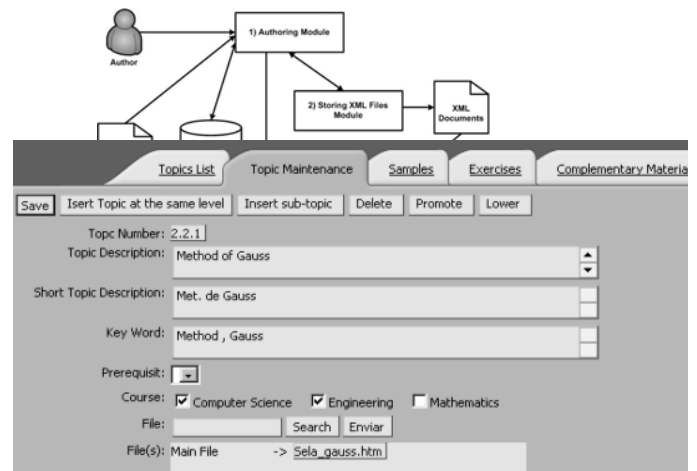 Author
1) Authoring Module
2) Storing XML Files
Module
XML
Documents
Topics List Topic Maintenance Samples Exercises Complementary Materia
Save Isert Topic at the same level Insert sub-topic Delete Promote Lower
Topc Number: 2.2.1
Topic Description: Method of Gauss
Short Topic Description: Met. de Gauss
Key Word: Method , Gauss
Prerequisit:
Course: Computer Science Engineering Mathematics
File: Search Enviar
File(s): Main File -> Sela_gauss.htm